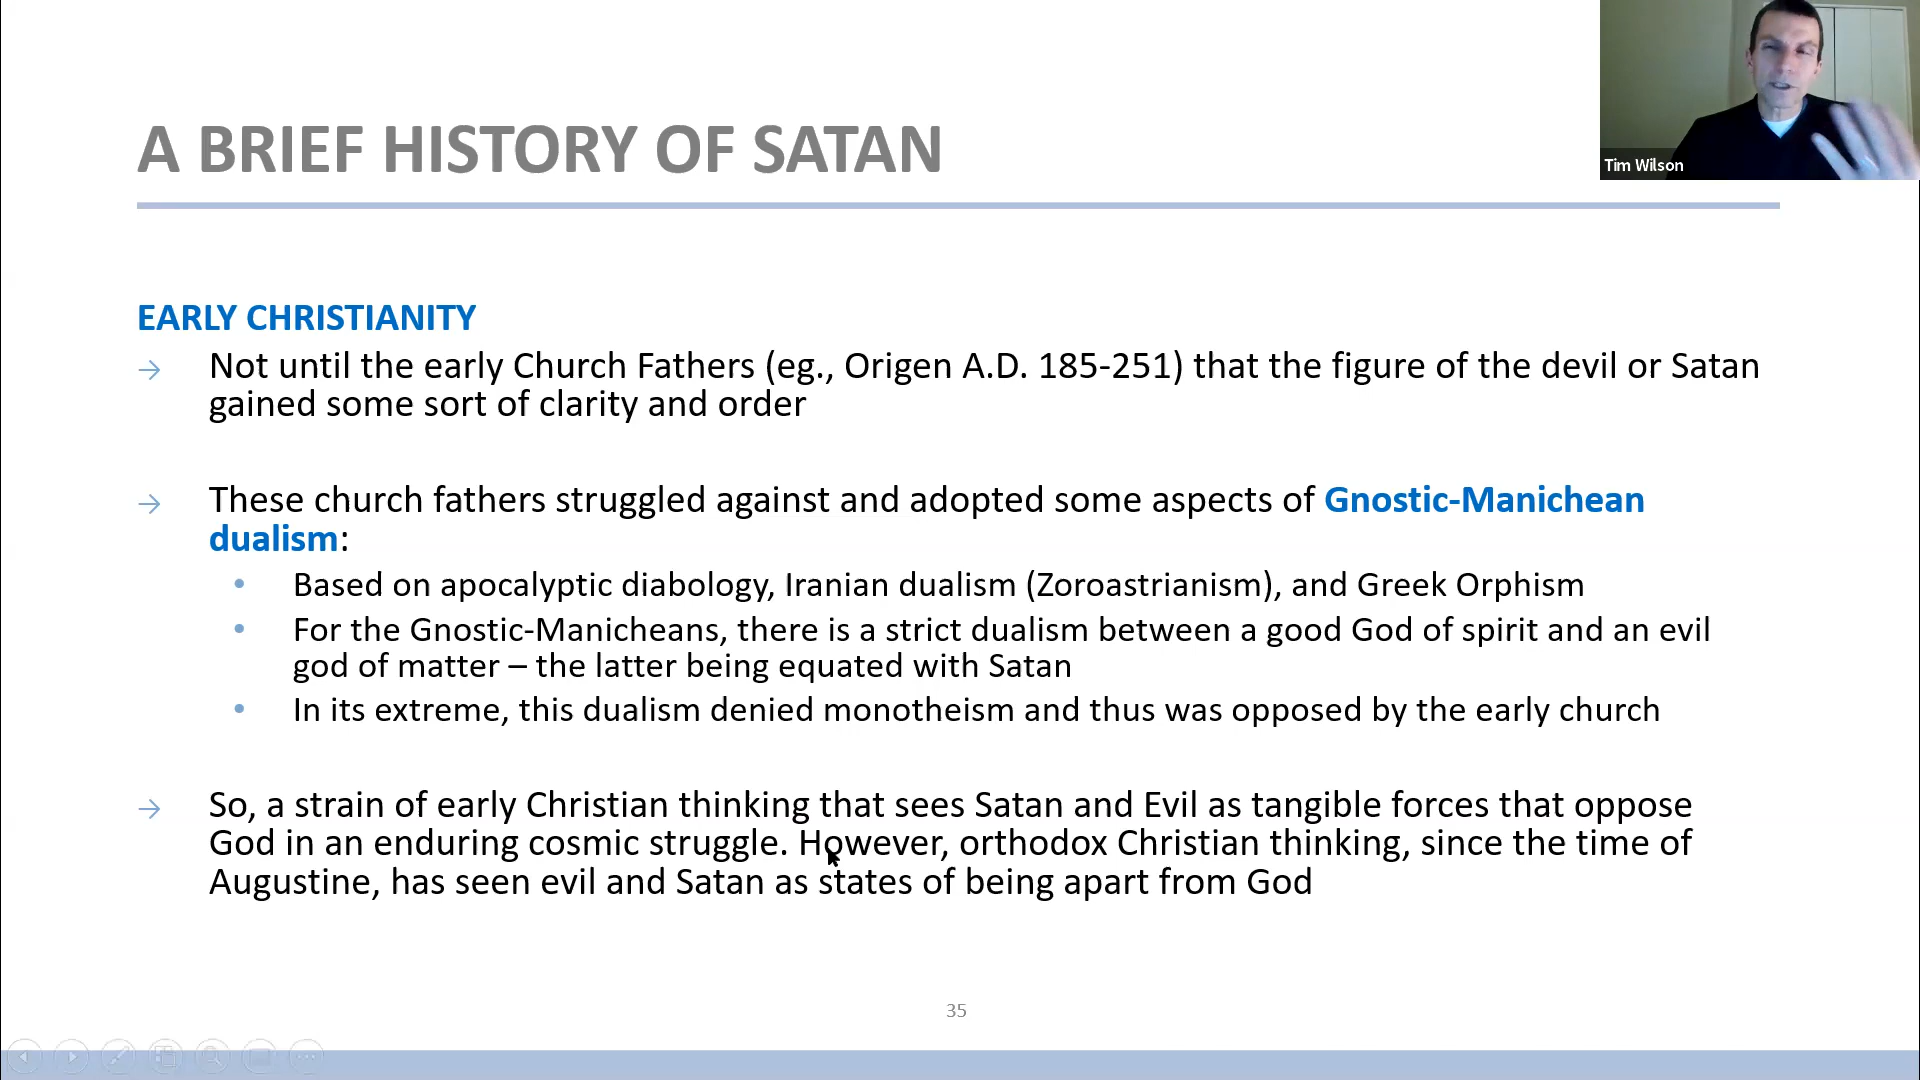 A BRIEF HISTORY OF SATAN
Tim Wilson
EARLY CHRISTIANITY
→ Not until the early Church Fathers (eg., Origen A.D. 185-251) that the figure of the devil or Satan
gained some sort of clarity and order
→ These church fathers struggled against and adopted some aspects of Gnostic-Manichean
dualism:
• Based on apocalyptic diabology, Iranian dualism (Zoroastrianism), and Greek Orphism
• For the Gnostic-Manicheans, there is a strict dualism between a good God of spirit and an evil
god of matter – the latter being equated with Satan
• In its extreme, this dualism denied monotheism and thus was opposed by the early church
→ So, a strain of early Christian thinking that sees Satan and Evil as tangible forces that oppose
God in an enduring cosmic struggle. However, orthodox Christian thinking, since the time of
Augustine, has seen evil and Satan as states of being apart from God
35